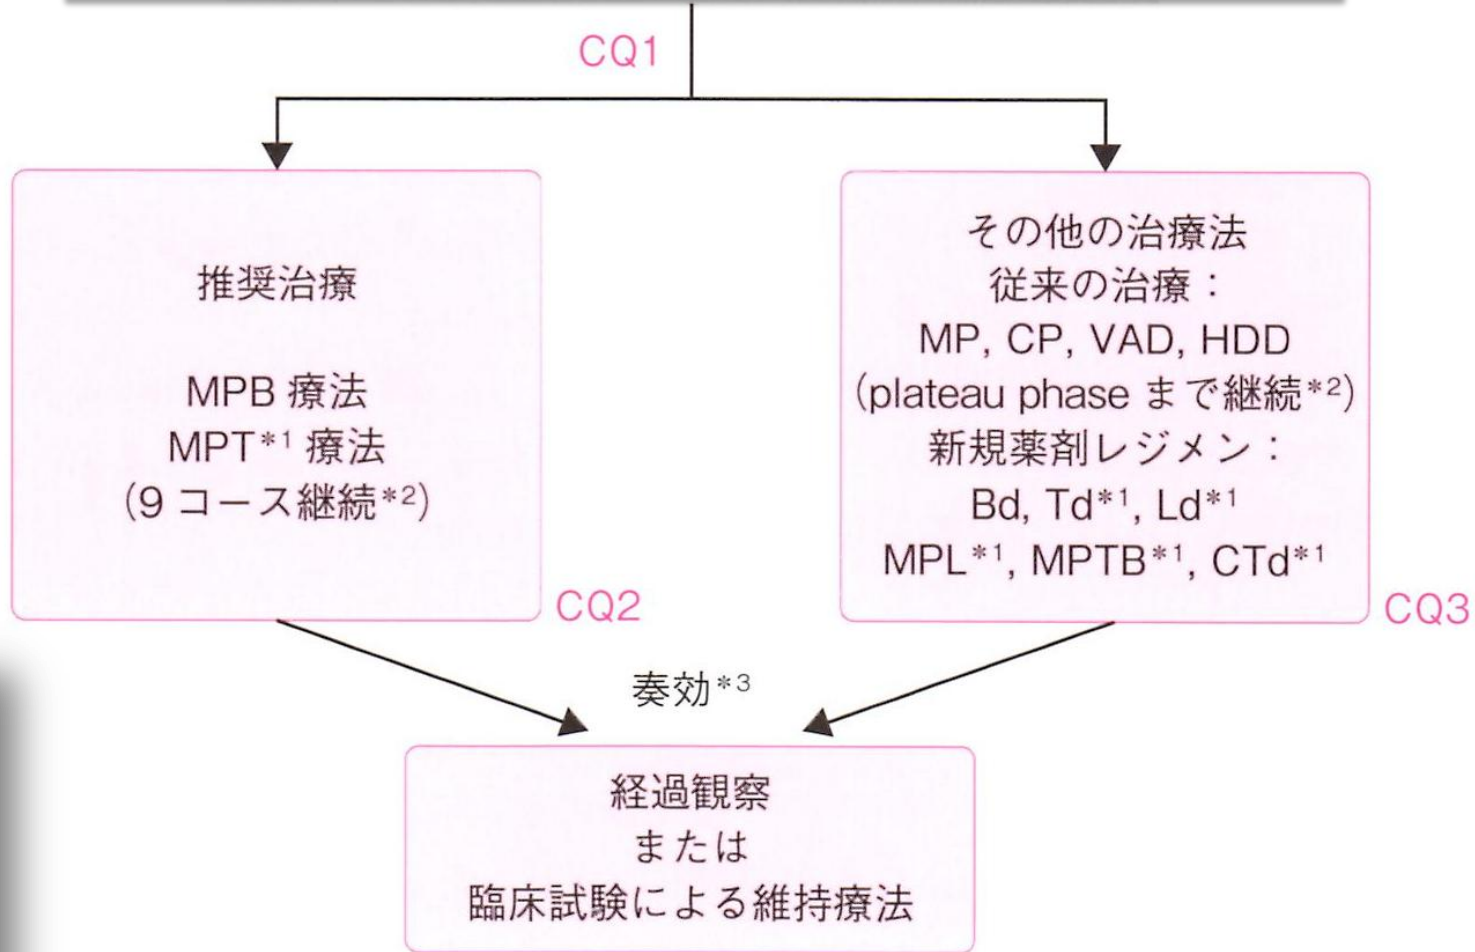 CQ1
推奨治療
MPB 療法
MPT*1 療法
(9 コース継続*2)
CQ2
その他の治療法
従来の治療：
MP, CP, VAD, HDD
(plateau phase まで継続*2)
新規薬剤レジメン：
Bd, Td*1, Ld*1
MPL*1, MPTB*1, CTd*1
CQ3
奏効*3
経過観察
または
臨床試験による維持療法